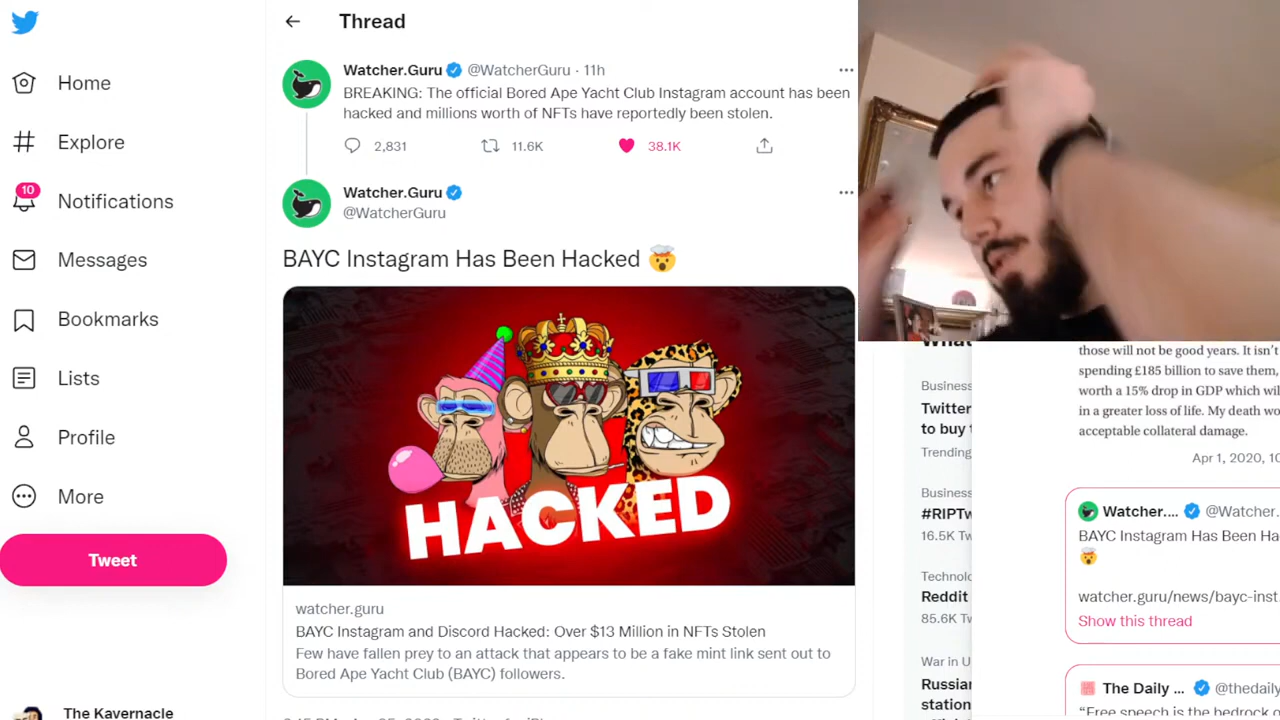 Thread
Home
Explore
10
Notifications
Messages
Bookmarks
Lists
Profile
More
Tweet
The Kavernacle
Watcher.Guru @WatcherGuru · 11h
BREAKING: The official Bored Ape Yacht Club Instagram account has been
hacked and millions worth of NFTs have reportedly been stolen.
2,831 11.6K 38.1K
Watcher.Guru
@WatcherGuru
BAYC Instagram Has Been Hacked 🤯
HACKED
watcher.guru
BAYC Instagram and Discord Hacked: Over $13 Million in NFTs Stolen
Few have fallen prey to an attack that appears to be a fake mint link sent out to
Bored Ape Yacht Club (BAYC) followers.
Business
Twitter
to buy
Trending
Business
#RIPTw
16.5K Tw
Technolo
Reddit
85.6K Tw
War in U
Russian
station
those will not be good years. It isn't
spending £185 billion to save them,
worth a 15% drop in GDP which wi
in a greater loss of life. My death wo
acceptable collateral damage.
Apr 1, 2020, 10
Watcher.... @Watcher.
BAYC Instagram Has Been Ha
🤯
watcher.guru/news/bayc-inst
Show this thread
The Daily ... @thedaily
"Free speech is the bedrock o